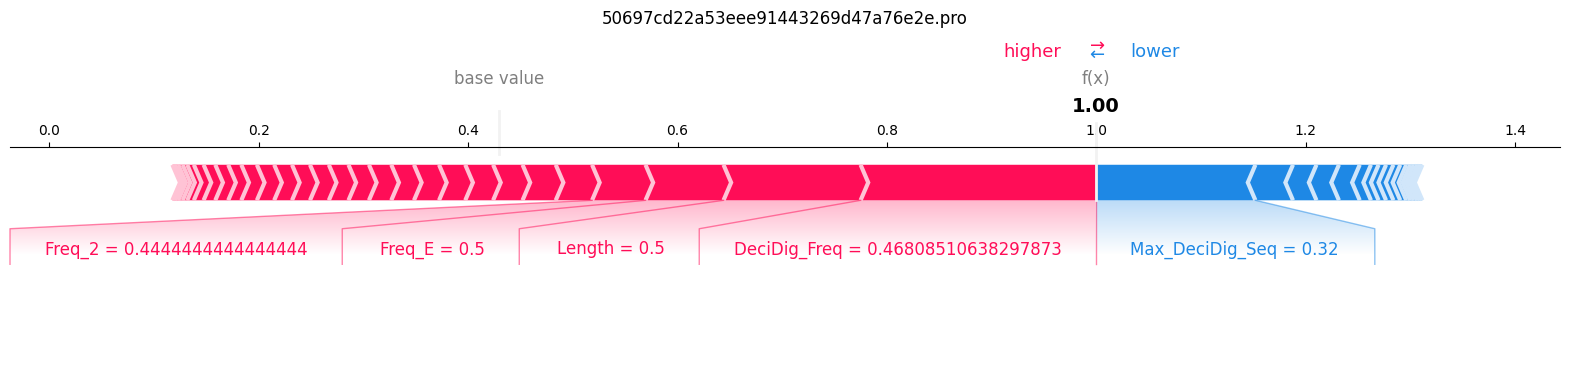 50697cd22a53eee91443269d47a76e2e.pro
higher ⇄ lower
base value f(x)
1.00
0.0 0.2 0.4 0.6 0.8 1.0 1.2 1.4
Freq_2 = 0.4444444444444444 Freq_E = 0.5 Length = 0.5 DeciDig_Freq = 0.46808510638297873 Max_DeciDig_Seq = 0.32